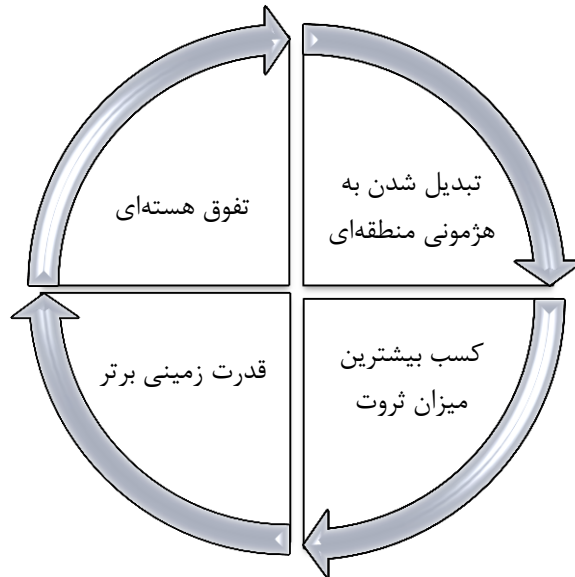 تبدیل شدن به
هژمونی منطقه‌ای
کسب بیشترین
میزان ثروت
قدرت زمینی برتر
تفوق هسته‌ای